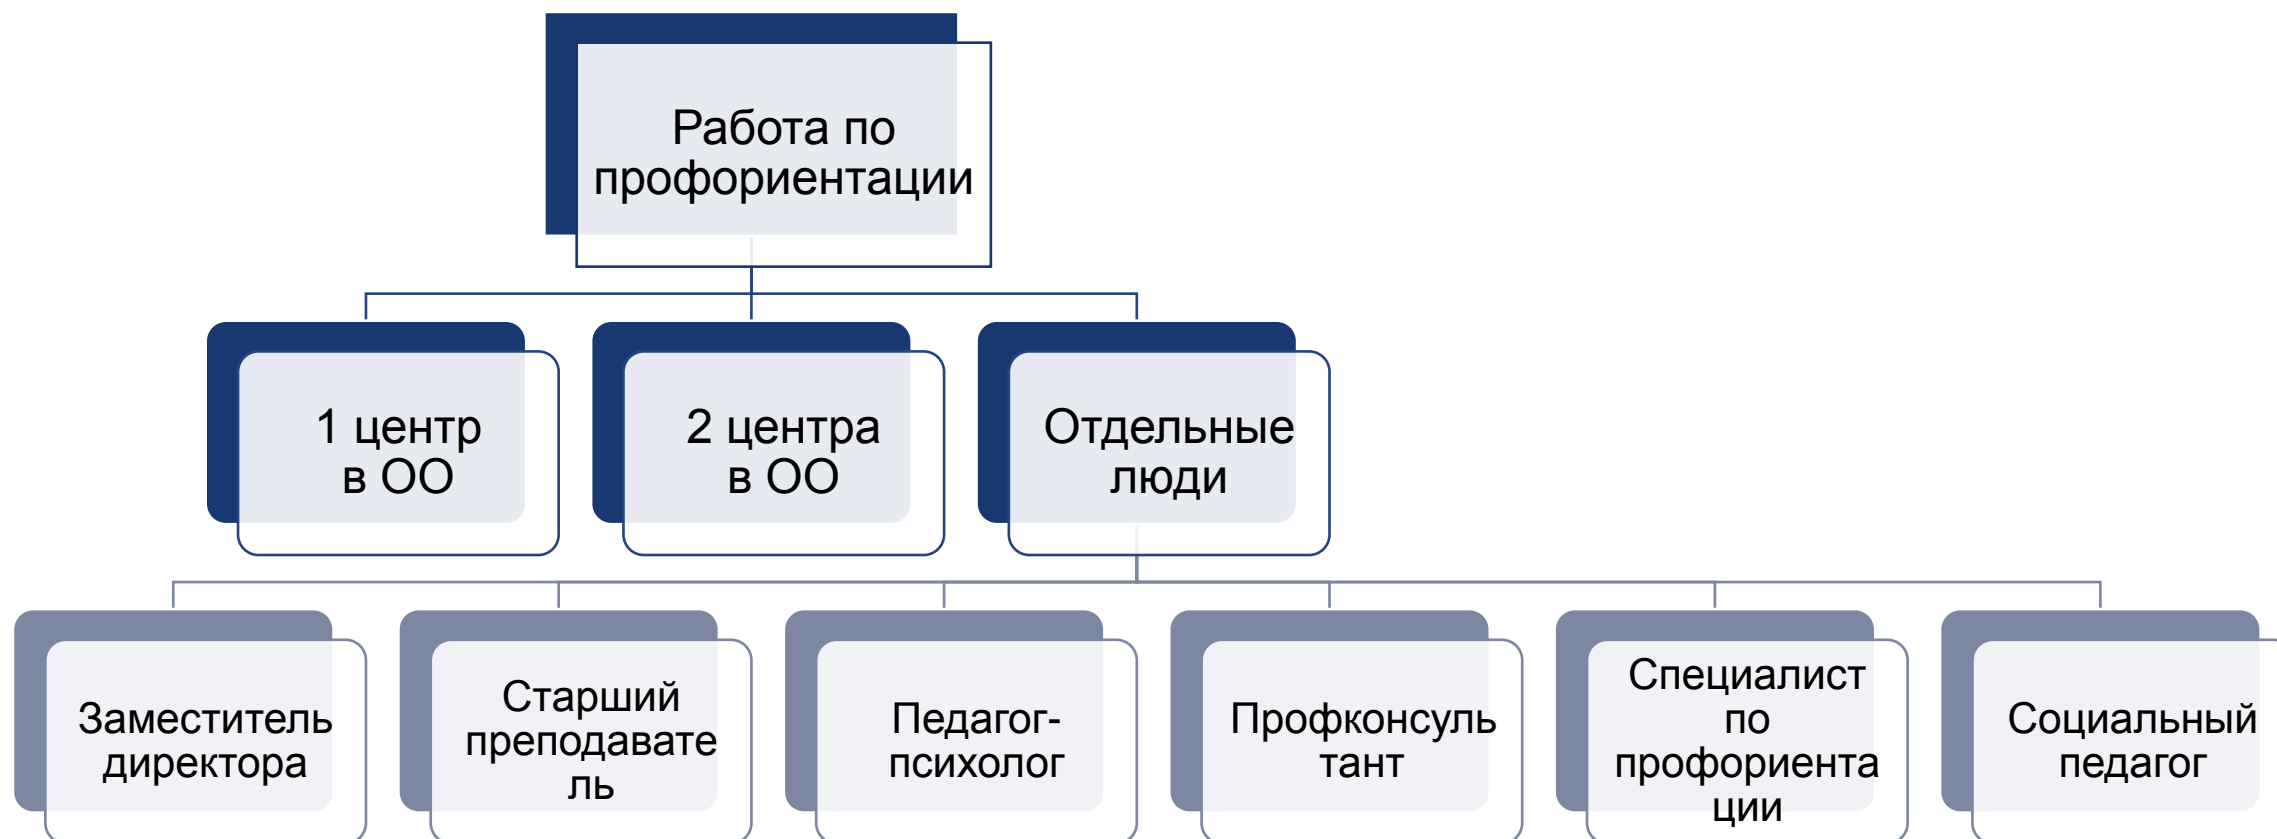 Работа по
профориентации
1 центр
в ОО
2 центра
в ОО
Отдельные
люди
Заместитель
директора
Старший
преподавате
ль
Педагог-
психолог
Профконсуль
тант
Специалист
по
профориента
ции
Социальный
педагог